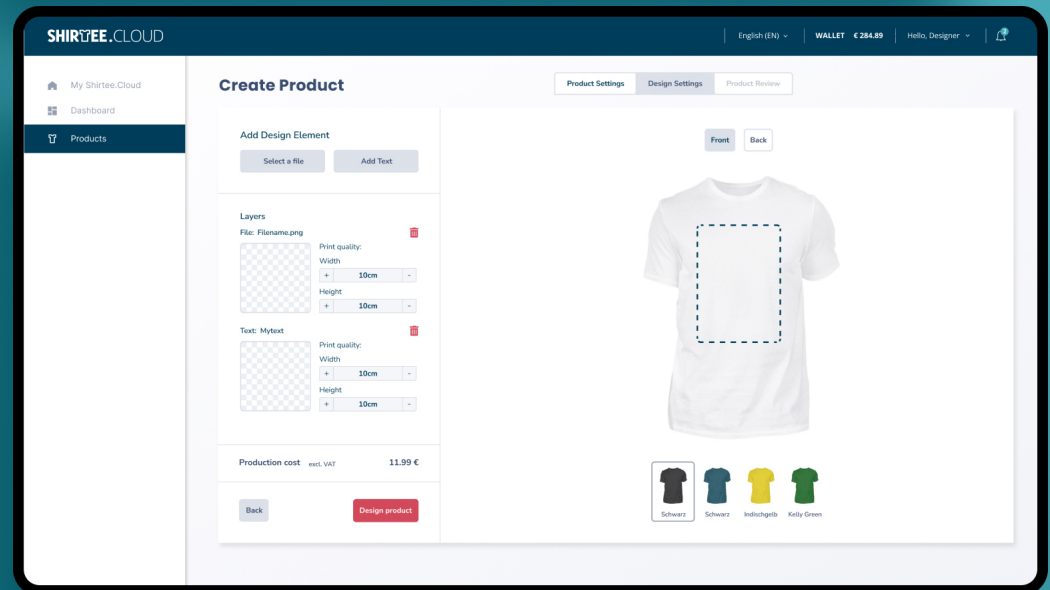 SHIRTEE.CLOUD
English (EN)
WALLET € 284.89
Hello, Designer
2
My Shirtee.Cloud
Dashboard
Products
Create Product
Product Settings
Design Settings
Product Review
Add Design Element
Select a file
Add Text
Front
Back
Layers
File: Filename.png
Print quality:
Width
+ 10cm -
Height
+ 10cm -
Text: Mytext
Print quality:
Width
+ 10cm -
Height
+ 10cm -
Production cost excl. VAT 11.99 €
Back
Design product
Schwarz
Schwarz
Indischgelb
Kelly Green